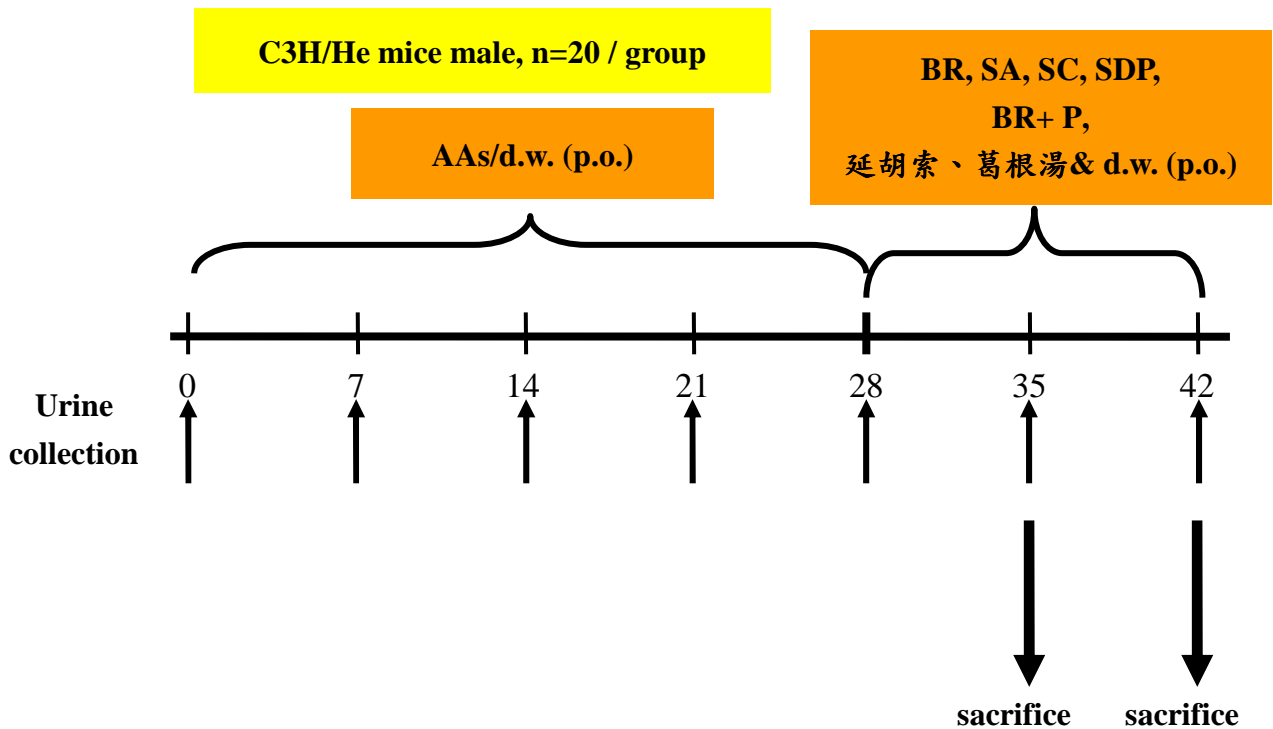 C3H/He mice male, n=20 / group
AAs/d.w. (p.o.)
BR, SA, SC, SDP,
BR+ P,
延胡索、葛根湯& d.w. (p.o.)
0 7 14 21 28 35 42
Urine
collection
sacrifice sacrifice